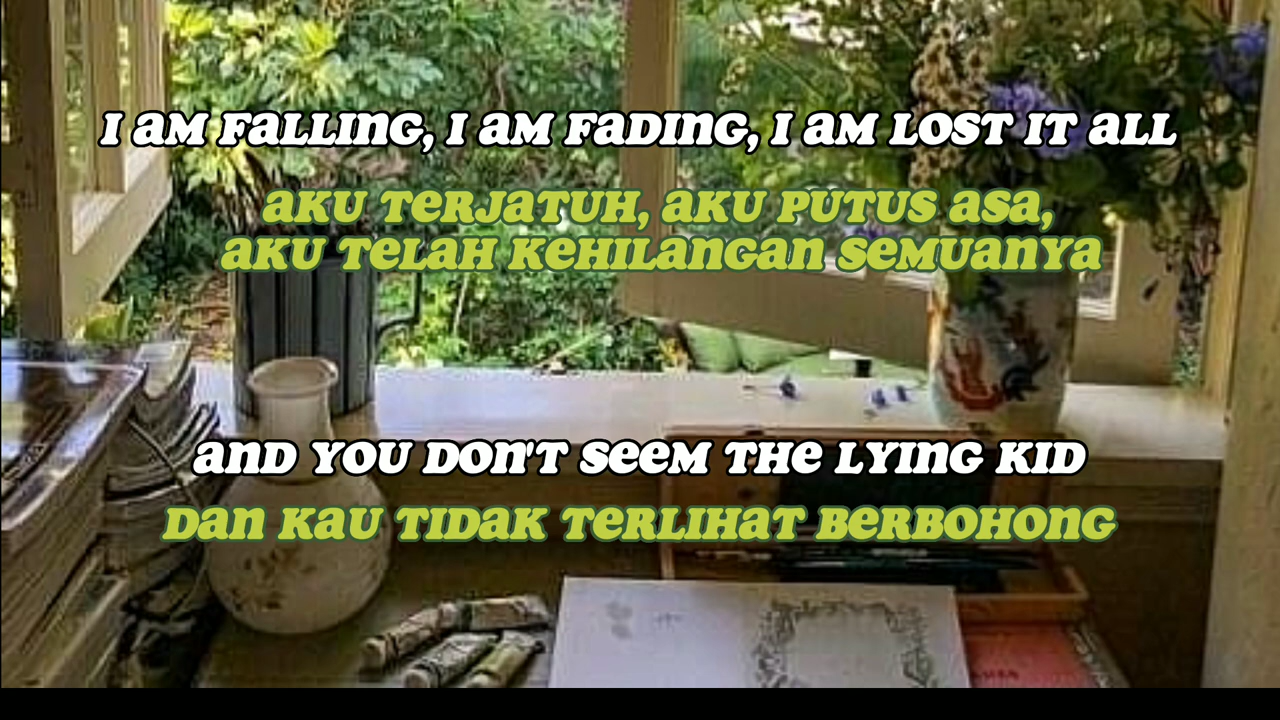 I AM FALLING, I AM FADING, I AM LOST IT ALL
AKU TERJATUH, AKU PUTUS ASA,
AKU TELAH KEHILANGAN SEMUANYA
AND YOU DON'T SEEM THE LYING KID
DAN KAU TIDAK TERLIHAT BERBOHONG